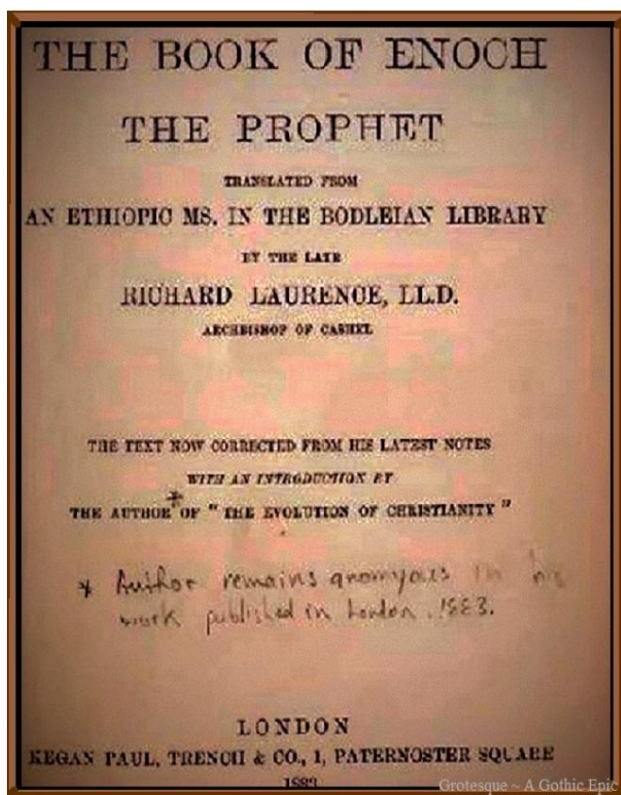 THE BOOK OF ENOCH
THE PROPHET
TRANSLATED FROM
AN ETHIOPIC MS. IN THE BODLEIAN LIBRARY
BY THE LATE
RICHARD LAURENCE, LL.D.
ARCHBISHOP OF CASHEL
THE TEXT NOW CORRECTED FROM HIS LATEST NOTES
WITH AN INTRODUCTION BY
THE AUTHOR * OF " THE EVOLUTION OF CHRISTIANITY "
* Author remains anomyous in his
work published in London. 1883.
LONDON
KEGAN PAUL, TRENCH & CO., 1, PATERNOSTER SQUARE
1883
Grotesque ~ A Gothic Epic